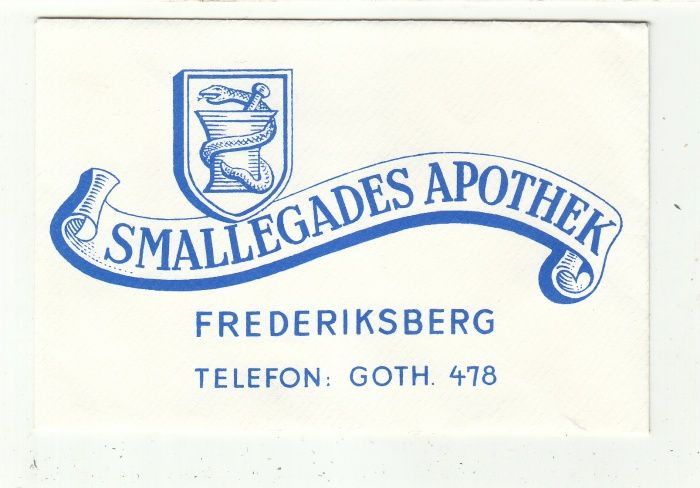 SMALLEGADES APOTHEK
FREDERIKSBERG
TELEFON: GOTH. 478